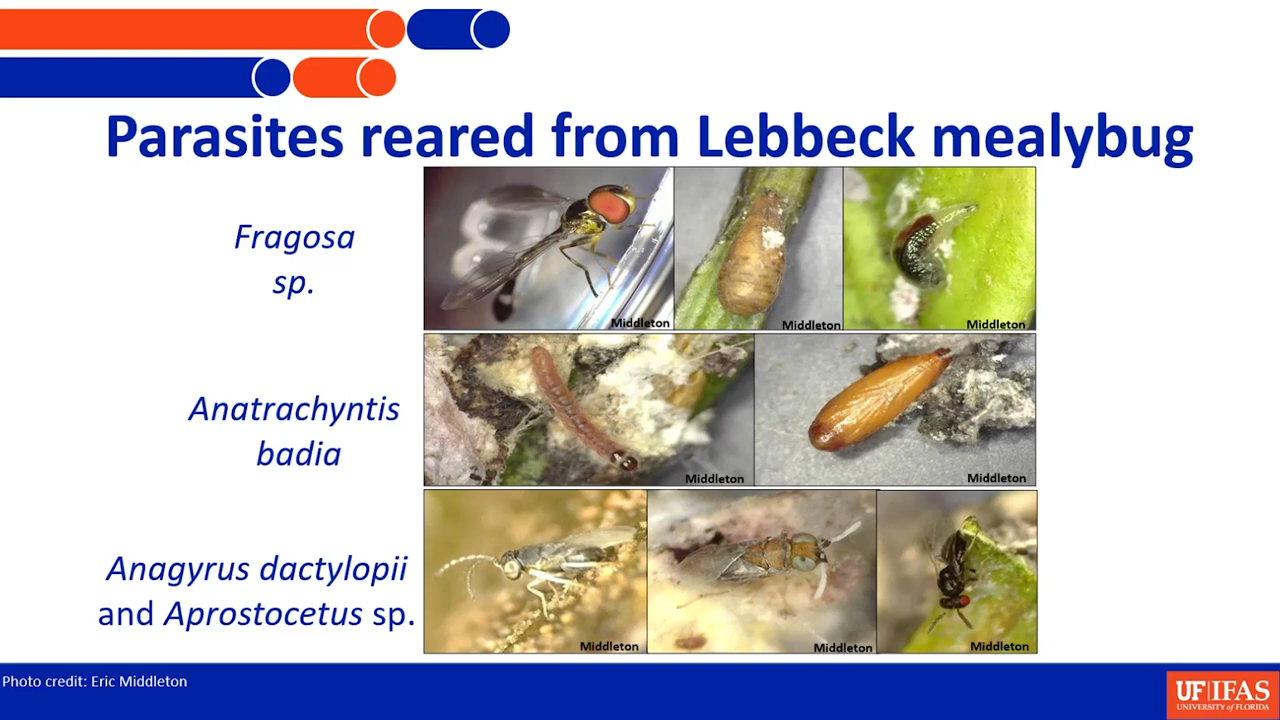 Parasites reared from Lebbeck mealybug
Fragosa
sp.
Middleton
Middleton
Middleton
Anatrachyntis
badia
Middleton
Middleton
Anagyrus dactylopii
and Aprostocetus sp.
Middleton
Middleton
Middleton
Photo credit: Eric Middleton
UF|IFAS
UNIVERSITY of FLORIDA